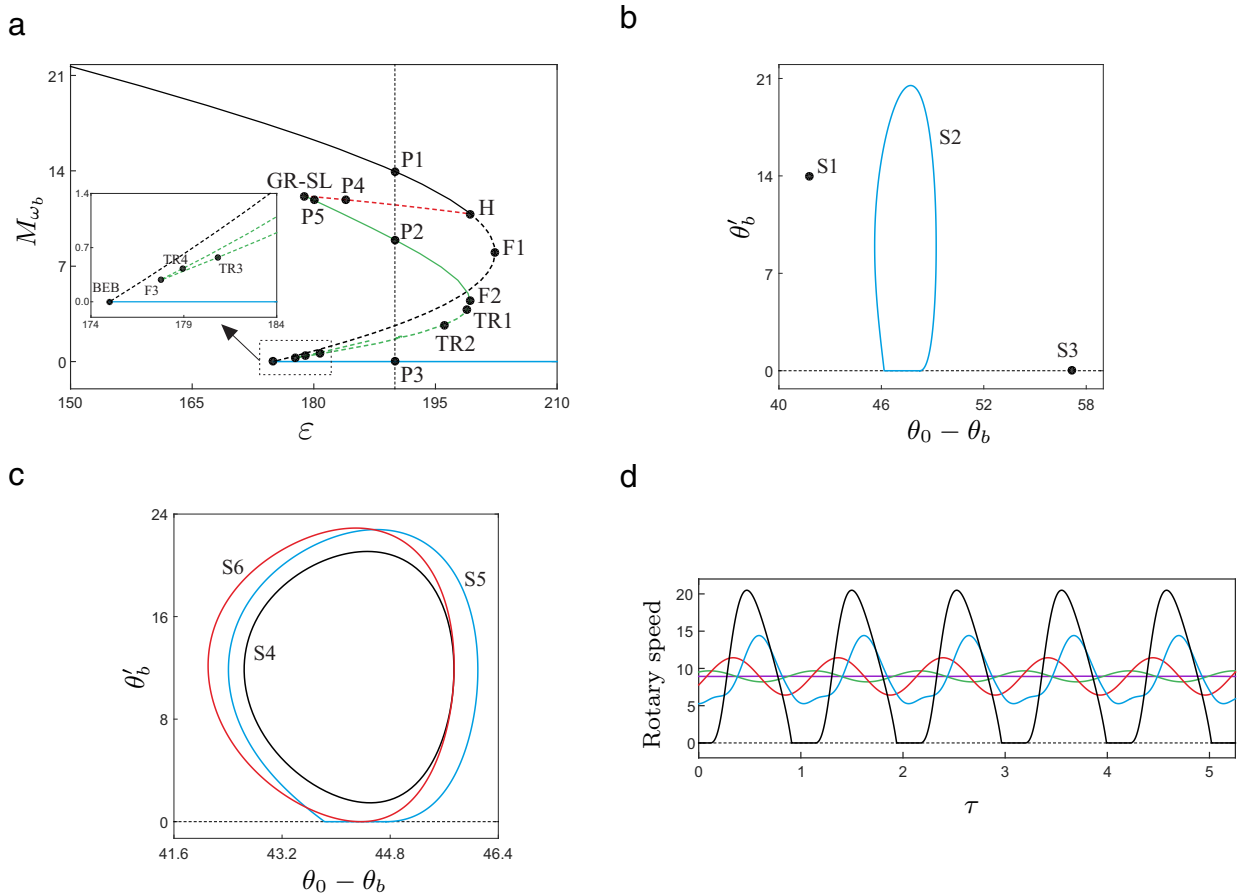 a
21
14
7
0
M_{ω_b}
150
165
180
195
210
ε
P1
GR-SL
P4
P5
H
P2
F1
F2
TR1
TR2
P3
1.4
0.7
0.0
BEB
TR4
F3
TR3
174
179
184
b
21
14
7
0
θ′_b
S1
S2
S3
40
46
52
58
θ_0 − θ_b
c
24
16
8
0
θ′_b
S6
S5
S4
41.6
43.2
44.8
46.4
θ_0 − θ_b
d
20
15
10
5
0
Rotary speed
0
1
2
3
4
5
τ